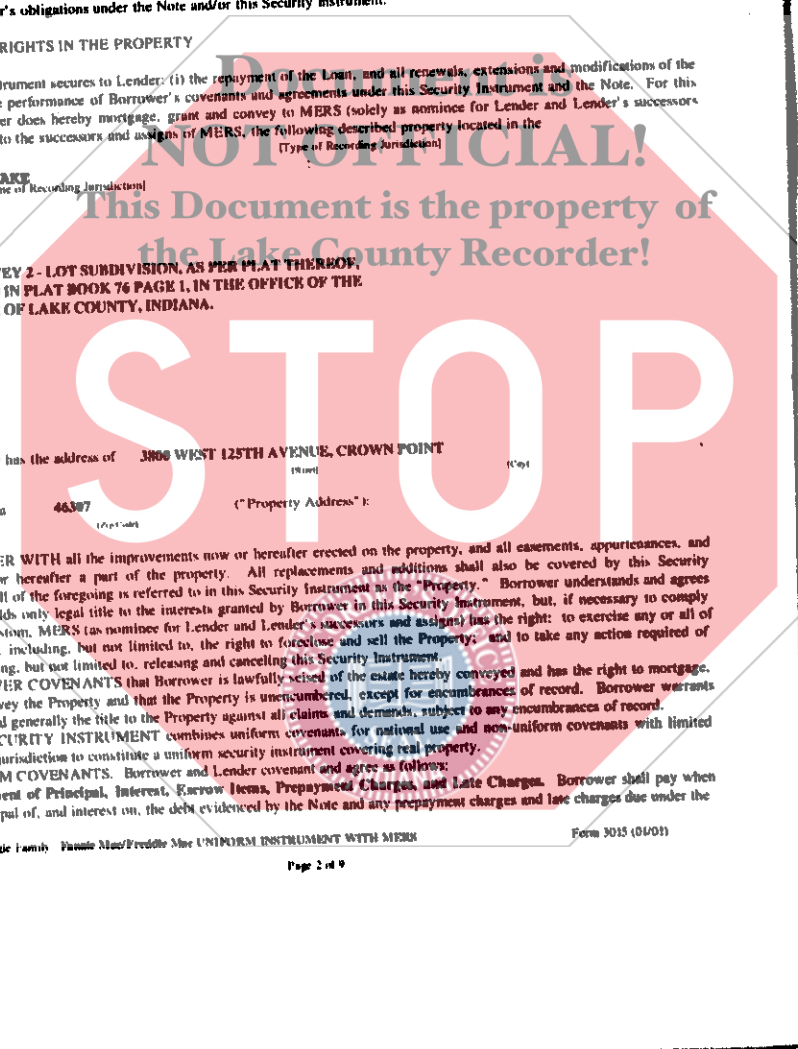 r's obligations under the Note and/or this Security Instrument.
RIGHTS IN THE PROPERTY
Document is
rument secures to Lender: (i) the repayment of the Loan, and all renewals, extensions and modifications of the
performance of Borrower's covenants and agreements under this Security Instrument and the Note. For this
er does hereby mortgage, grant and convey to MERS (solely as nominee for Lender and Lender's successors
to the successors and assigns of MERS, the following described property located in the
[Type of Recording Jurisdiction]
NOT OFFICIAL!
AKE
me of Recording Jurisdiction]
This Document is the property of
the Lake County Recorder!
EY 2 - LOT SUBDIVISION, AS PER PLAT THEREOF,
IN PLAT BOOK 76 PAGE 1, IN THE OFFICE OF THE
OF LAKE COUNTY, INDIANA.
STOP
has the address of 3800 WEST 125TH AVENUE, CROWN POINT
[Street] [City]
46307 ("Property Address"):
[Zip Code]
ER WITH all the improvements now or hereafter erected on the property, and all easements, appurtenances, and
or hereafter a part of the property. All replacements and additions shall also be covered by this Security
ll of the foregoing is referred to in this Security Instrument as the "Property." Borrower understands and agrees
lds only legal title to the interests granted by Borrower in this Security Instrument, but, if necessary to comply
stom, MERS (as nominee for Lender and Lender's successors and assigns) has the right: to exercise any or all of
, including, but not limited to, the right to foreclose and sell the Property; and to take any action required of
ng, but not limited to, releasing and canceling this Security Instrument.
ER COVENANTS that Borrower is lawfully seised of the estate hereby conveyed and has the right to mortgage,
vey the Property and that the Property is unencumbered, except for encumbrances of record. Borrower warrants
d generally the title to the Property against all claims and demands, subject to any encumbrances of record.
CURITY INSTRUMENT combines uniform covenants for national use and non-uniform covenants with limited
jurisdiction to constitute a uniform security instrument covering real property.
M COVENANTS. Borrower and Lender covenant and agree as follows:
ent of Principal, Interest, Escrow Items, Prepayment Charges, and Late Charges. Borrower shall pay when
pal of, and interest on, the debt evidenced by the Note and any prepayment charges and late charges due under the
gle Family Fannie Mae/Freddie Mac UNIFORM INSTRUMENT WITH MERS Form 3015 (01/01)
Page 2 of 9